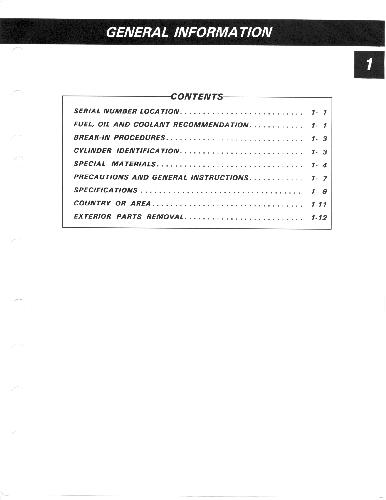 GENERAL INFORMATION
1
CONTENTS
SERIAL NUMBER LOCATION........................... 1- 1
FUEL, OIL AND COOLANT RECOMMENDATION............ 1- 1
BREAK-IN PROCEDURES.............................. 1- 3
CYLINDER IDENTIFICATION........................... 1- 3
SPECIAL MATERIALS................................ 1- 4
PRECAUTIONS AND GENERAL INSTRUCTIONS............ 1- 7
SPECIFICATIONS ................................... 1- 9
COUNTRY OR AREA................................. 1-11
EXTERIOR PARTS REMOVAL.......................... 1-12